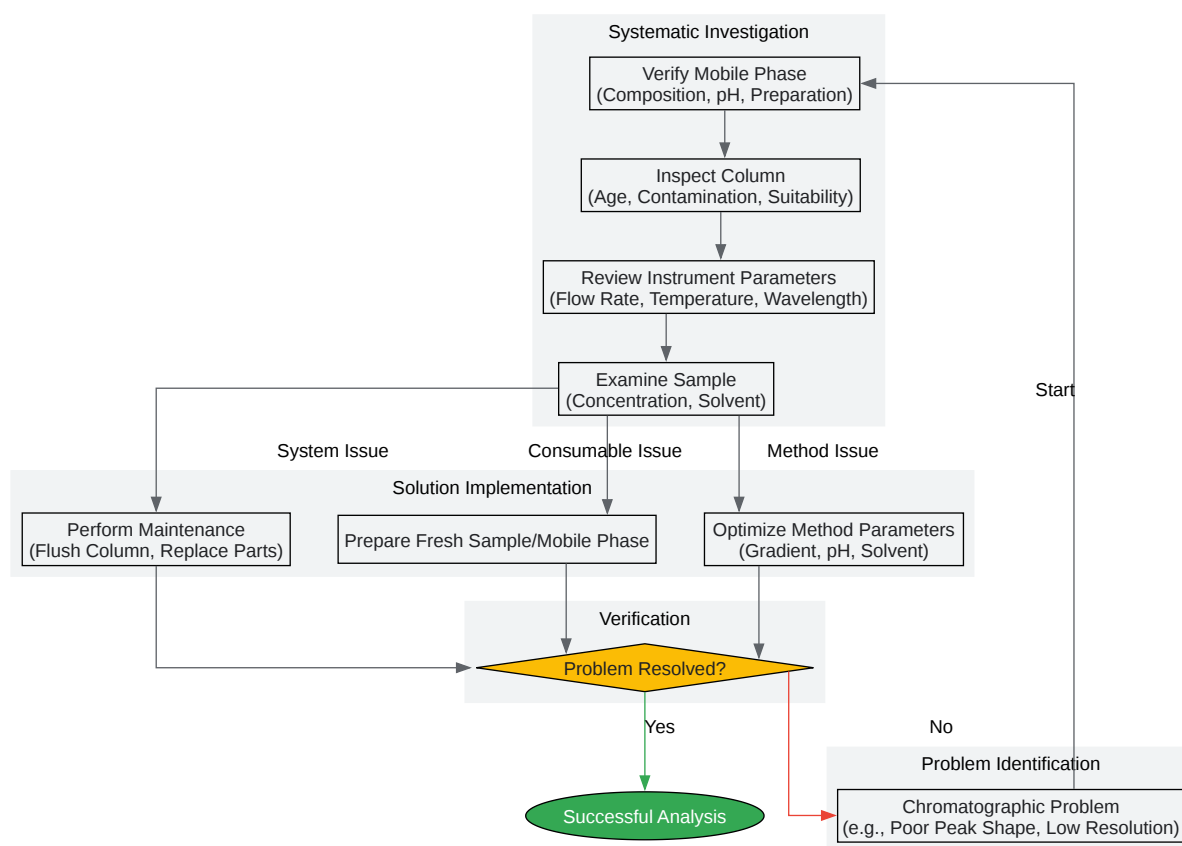 Systematic Investigation
Verify Mobile Phase
(Composition, pH, Preparation)
Inspect Column
(Age, Contamination, Suitability)
Review Instrument Parameters
(Flow Rate, Temperature, Wavelength)
Examine Sample
(Concentration, Solvent)
Start
System Issue
Consumable Issue
Method Issue
Solution Implementation
Perform Maintenance
(Flush Column, Replace Parts)
Prepare Fresh Sample/Mobile Phase
Optimize Method Parameters
(Gradient, pH, Solvent)
Verification
Problem Resolved?
Yes
No
Problem Identification
Successful Analysis
Chromatographic Problem
(e.g., Poor Peak Shape, Low Resolution)